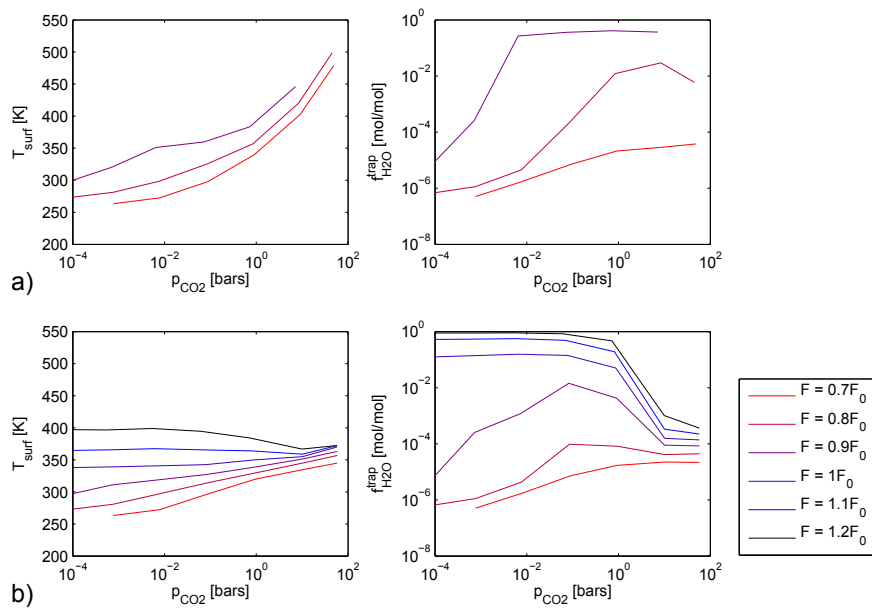 550
500
450
400
350
300
250
200
T_surf [K]
10^-4 10^-2 10^0 10^2
p_CO2 [bars]
10^0
10^-2
10^-4
10^-6
10^-8
f_H2O^trap [mol/mol]
10^-4 10^-2 10^0 10^2
p_CO2 [bars]
a)
550
500
450
400
350
300
250
200
T_surf [K]
10^-4 10^-2 10^0 10^2
p_CO2 [bars]
10^0
10^-2
10^-4
10^-6
10^-8
f_H2O^trap [mol/mol]
10^-4 10^-2 10^0 10^2
p_CO2 [bars]
b)
F = 0.7F_0
F = 0.8F_0
F = 0.9F_0
F = 1F_0
F = 1.1F_0
F = 1.2F_0